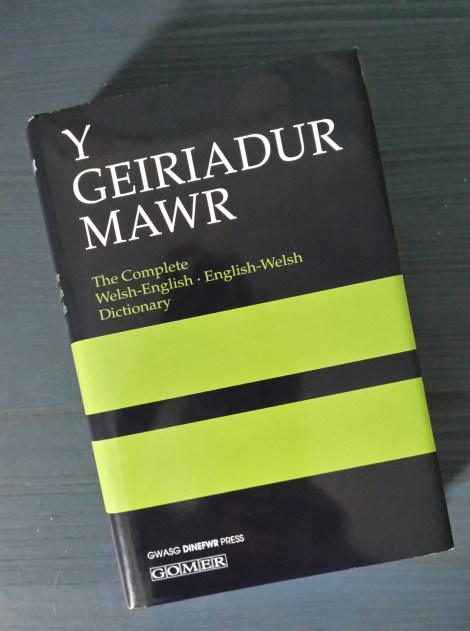 Y
GEIRIADUR
MAWR
The Complete
Welsh-English · English-Welsh
Dictionary
GWASG DINEFWR PRESS
GOMER